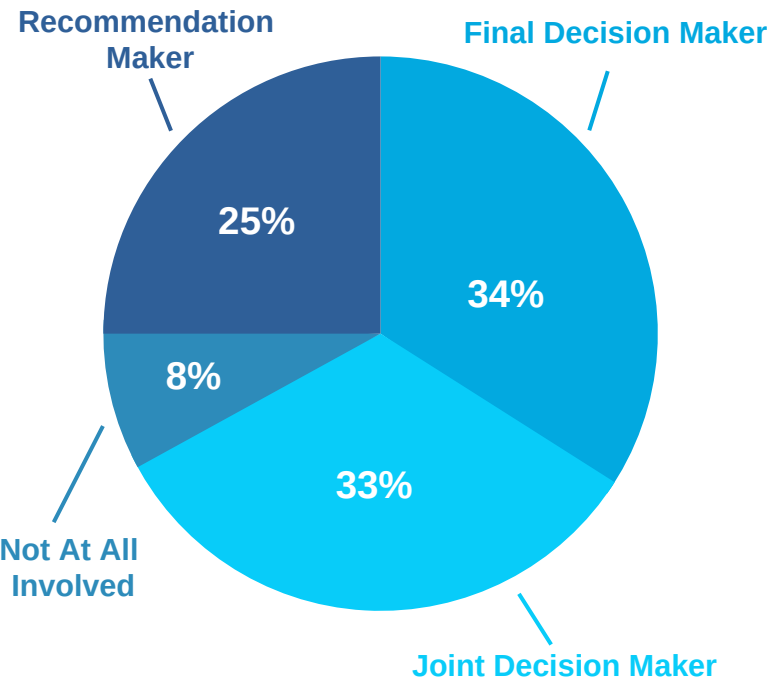 Recommendation
Maker
Final Decision Maker
25%
34%
8%
33%
Not At All
Involved
Joint Decision Maker